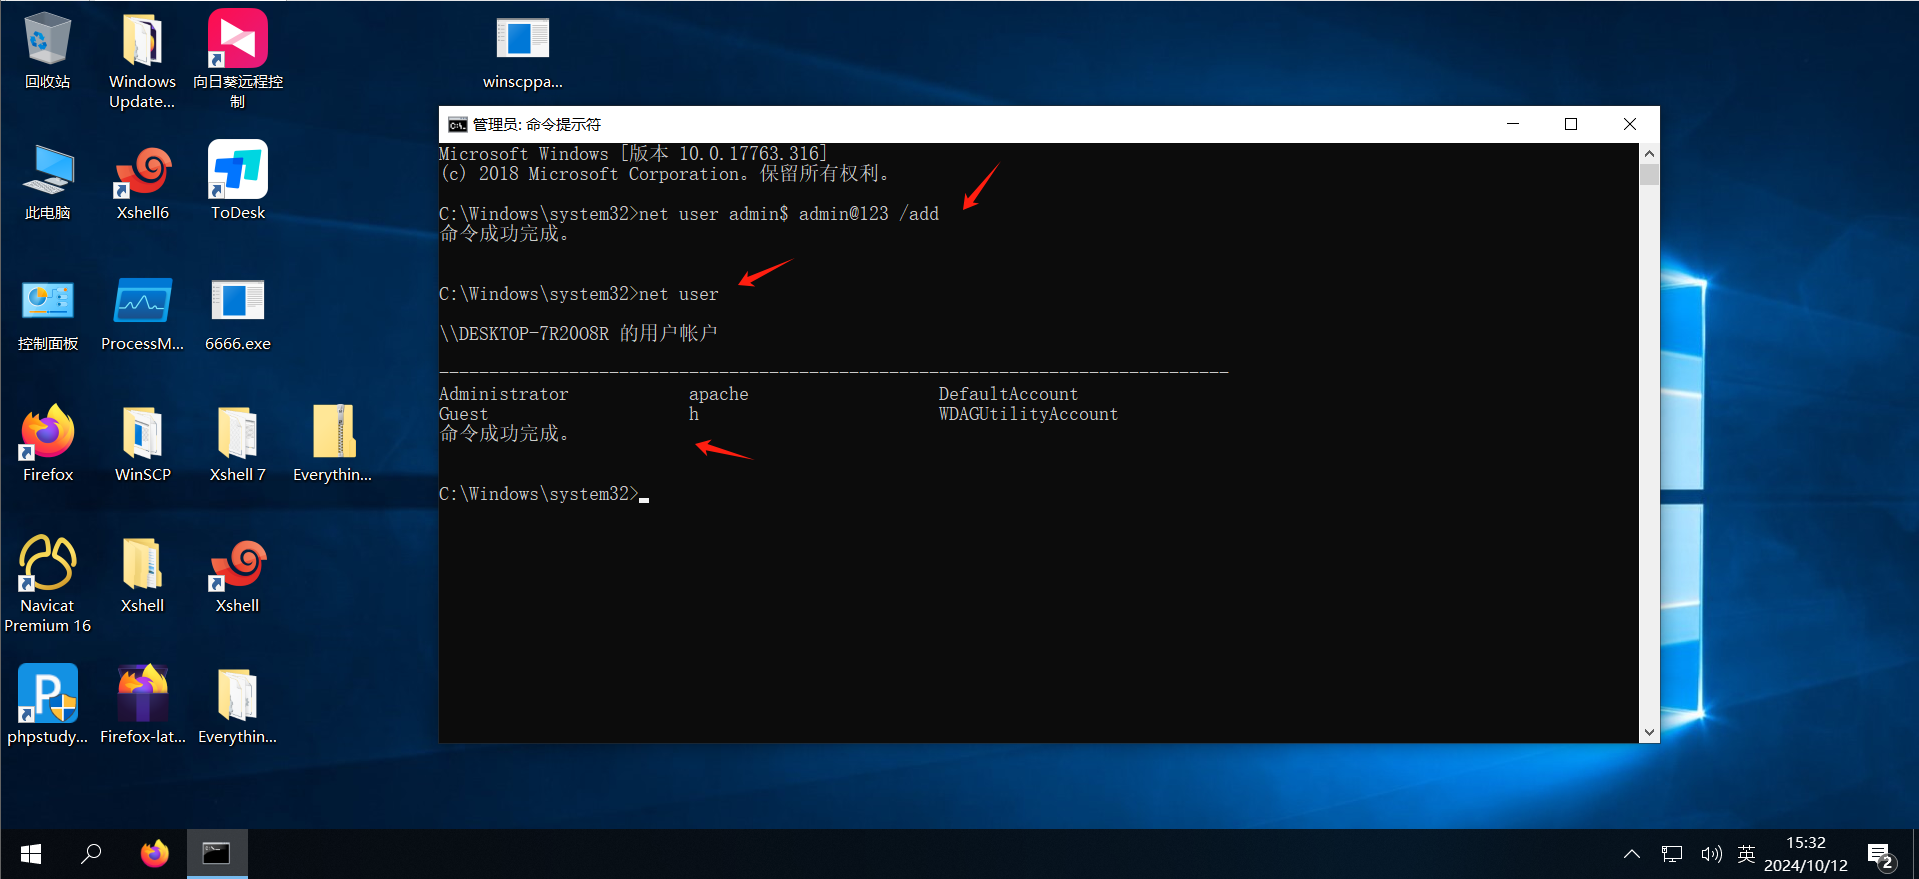 回收站
Windows
Update...
向日葵远程控
制
winscppa...
此电脑
Xshell6
ToDesk
控制面板
ProcessM...
6666.exe
Firefox
WinSCP
Xshell 7
Everythin...
Navicat
Premium 16
Xshell
Xshell
phpstudy...
Firefox-lat...
Everythin...
管理员: 命令提示符
Microsoft Windows [版本 10.0.17763.316]
(c) 2018 Microsoft Corporation。保留所有权利。
C:\Windows\system32>net user admin$ admin@123 /add
命令成功完成。
C:\Windows\system32>net user
\\DESKTOP-7R2O08R 的用户帐户
-------------------------------------------------------------------------------
Administrator apache DefaultAccount
Guest h WDAGUtilityAccount
命令成功完成。
C:\Windows\system32>
英
15:32
2024/10/12
2